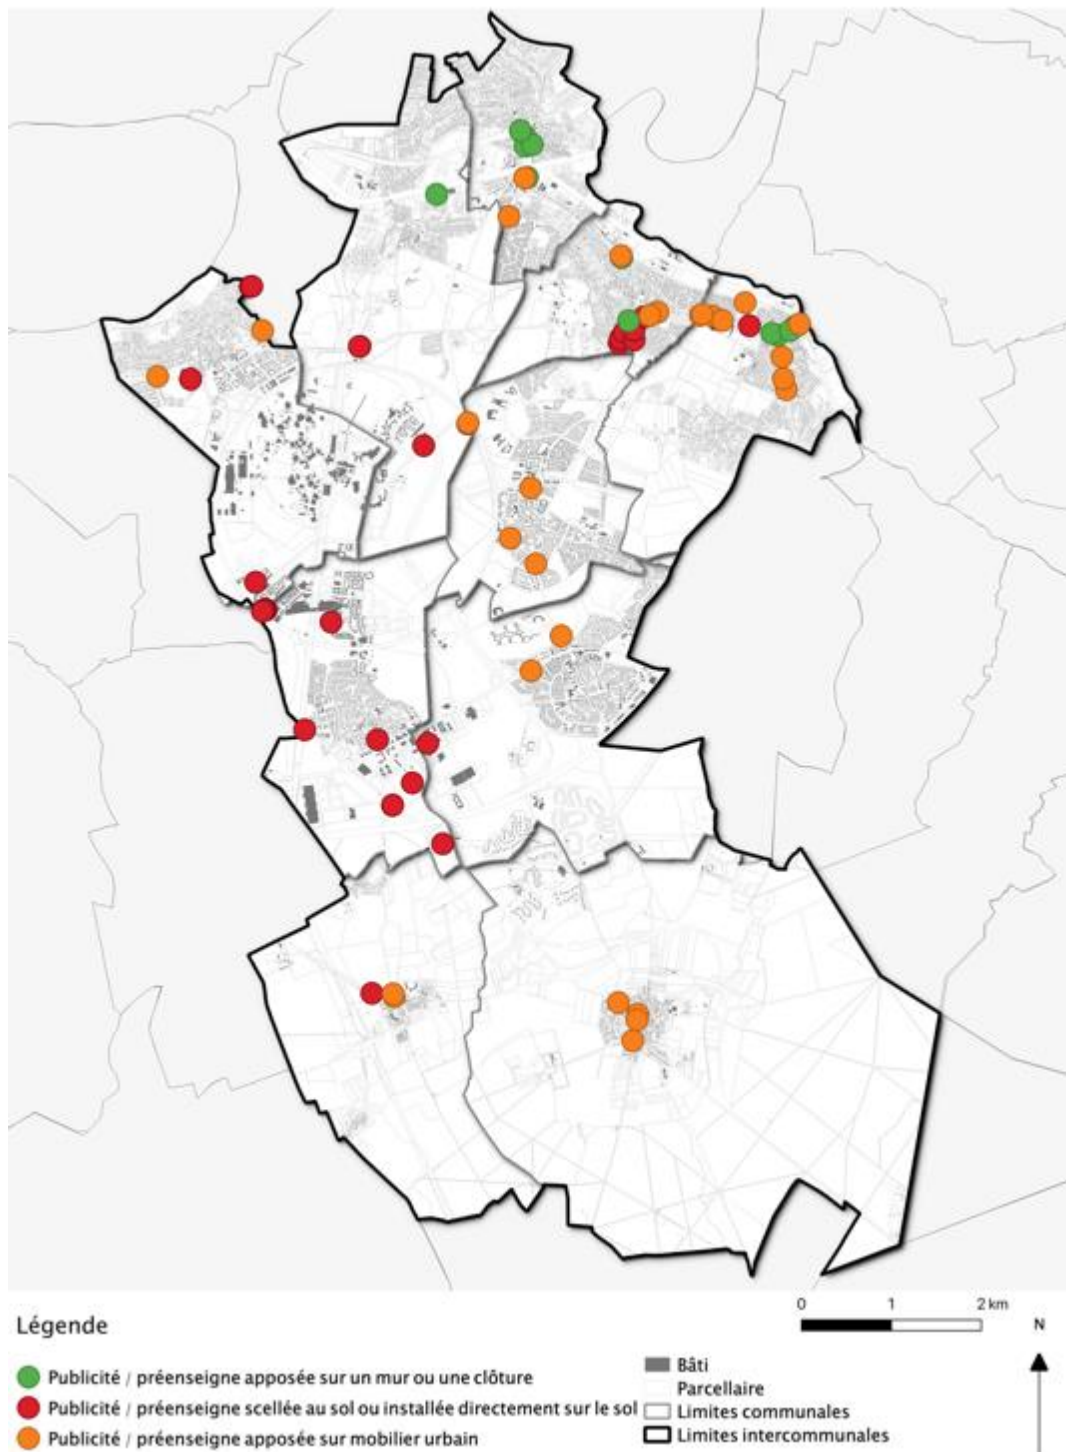 0 1 2 km
Légende
N
Publicité / préenseigne apposée sur un mur ou une clôture
Publicité / préenseigne scellée au sol ou installée directement sur le sol
Publicité / préenseigne apposée sur mobilier urbain
Bâti
Parcellaire
Limites communales
Limites intercommunales